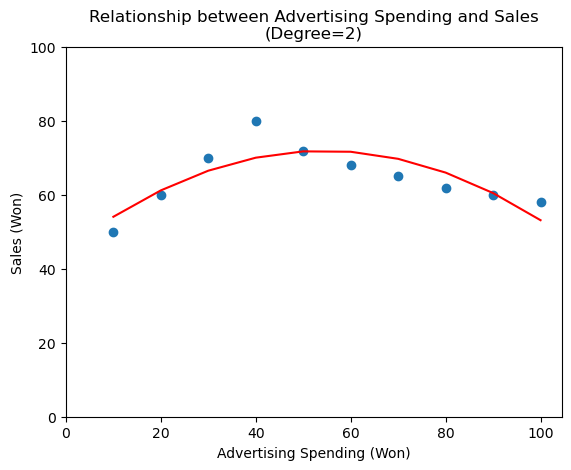 Relationship between Advertising Spending and Sales
(Degree=2)
100
80
60
40
20
0
Sales (Won)
0 20 40 60 80 100
Advertising Spending (Won)